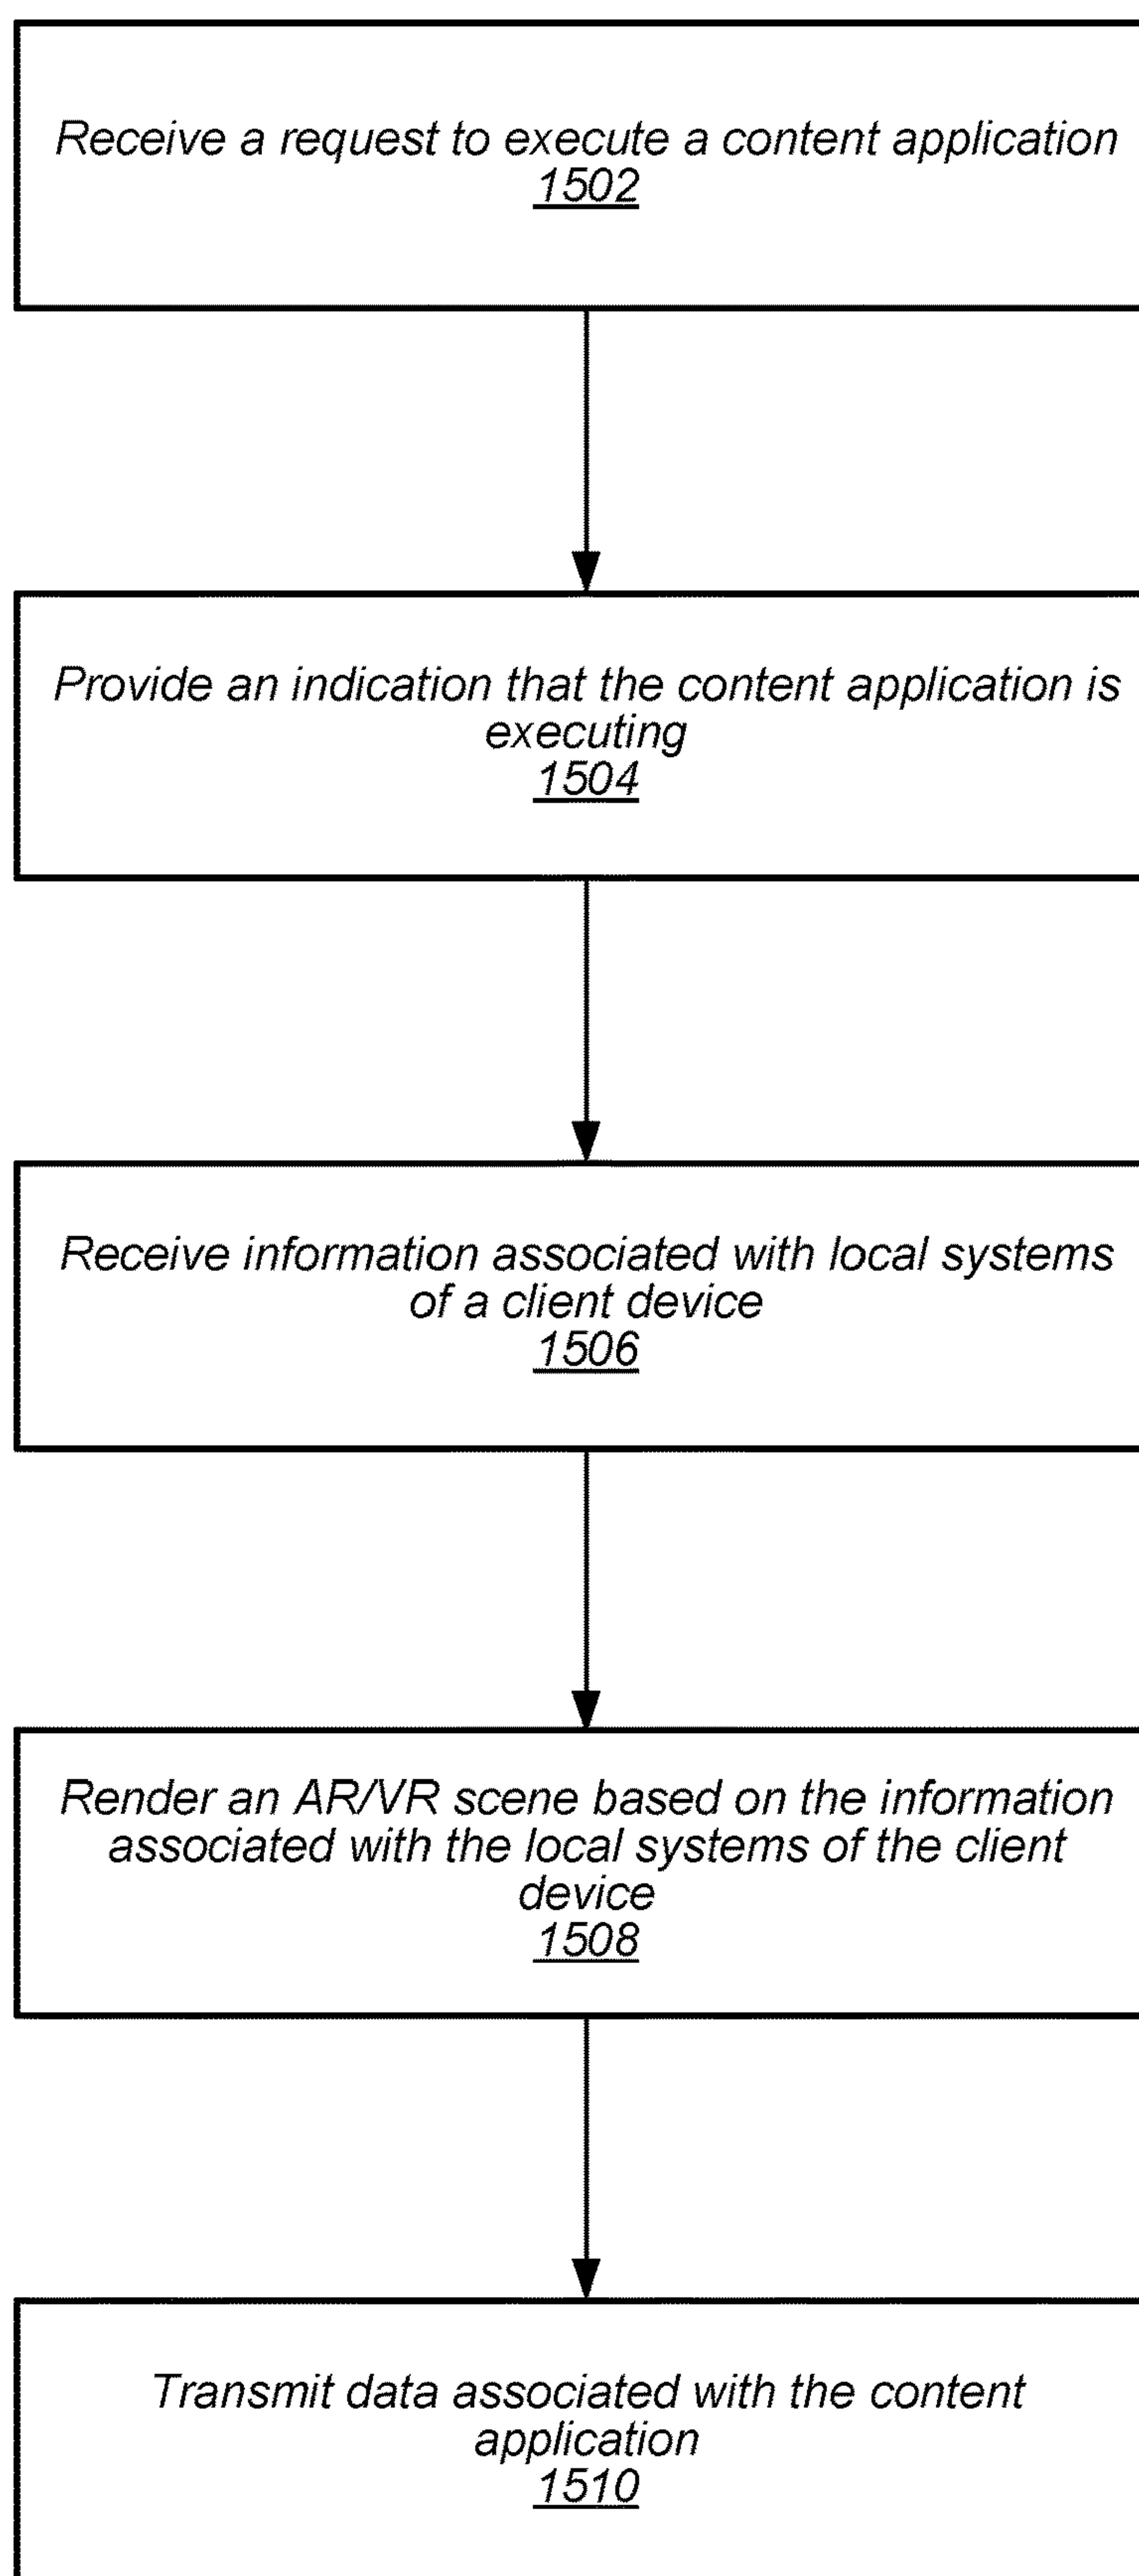 Receive a request to execute a content application
1502
Provide an indication that the content application is
executing
1504
Receive information associated with local systems
of a client device
1506
Render an AR/VR scene based on the information
associated with the local systems of the client
device
1508
Transmit data associated with the content
application
1510